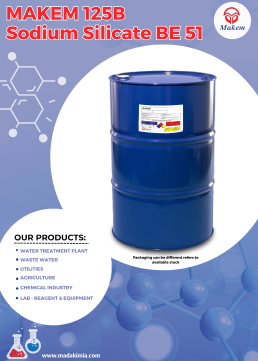 MAKEM 125B
Sodium Silicate BE 51
Makem
Packaging can be different refers to
available stock
OUR PRODUCTS:
WATER TREATMENT PLANT
WASTE WATER
UTILITIES
AGRICULTURE
CHEMICAL INDUSTRY
LAB - REAGENT & EQUIPMENT
www.madakimia.com